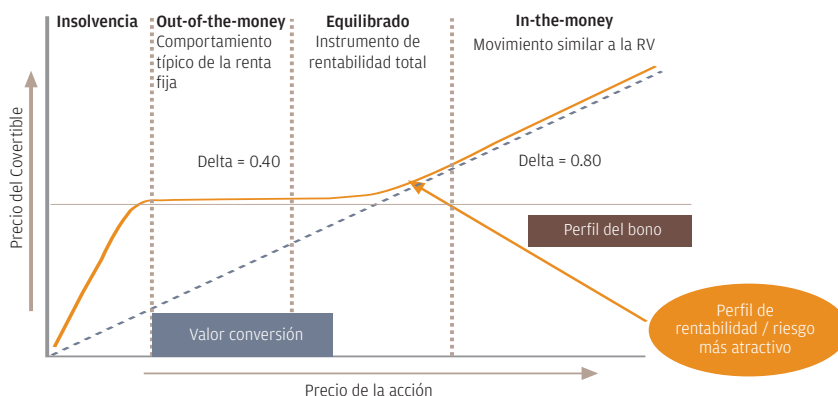 Insolvencia
Out-of-the-money
Comportamiento
típico de la renta
fija
Equilibrado
Instrumento de
rentabilidad total
In-the-money
Movimiento similar a la RV
Delta = 0.40
Delta = 0.80
Precio del Covertible
Perfil del bono
Valor conversión
Perfil de
rentabilidad / riesgo
más atractivo
Precio de la acción